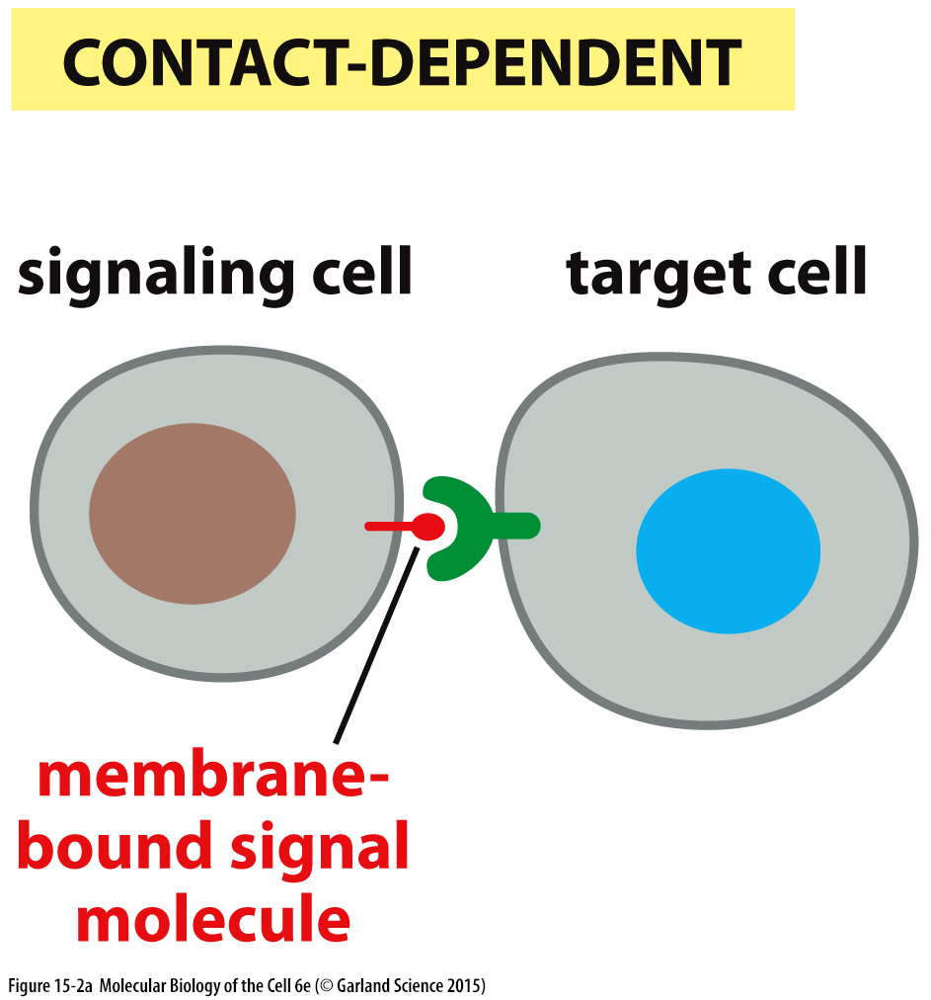 CONTACT-DEPENDENT
signaling cell
target cell
membrane-
bound signal
molecule
Figure 15-2a Molecular Biology of the Cell 6e (© Garland Science 2015)